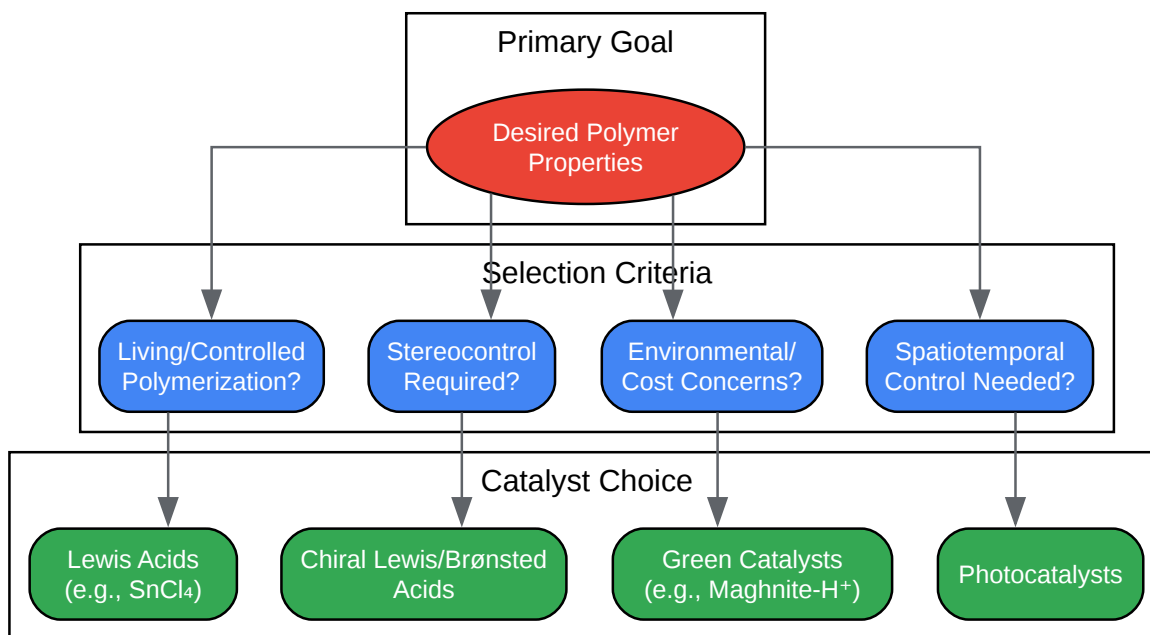 Primary Goal
Desired Polymer
Properties
Selection Criteria
Living/Controlled
Polymerization?
Stereocontrol
Required?
Environmental/
Cost Concerns?
Spatiotemporal
Control Needed?
Catalyst Choice
Lewis Acids
(e.g., SnCl₄)
Chiral Lewis/Brønsted
Acids
Green Catalysts
(e.g., Maghnite-H⁺)
Photocatalysts